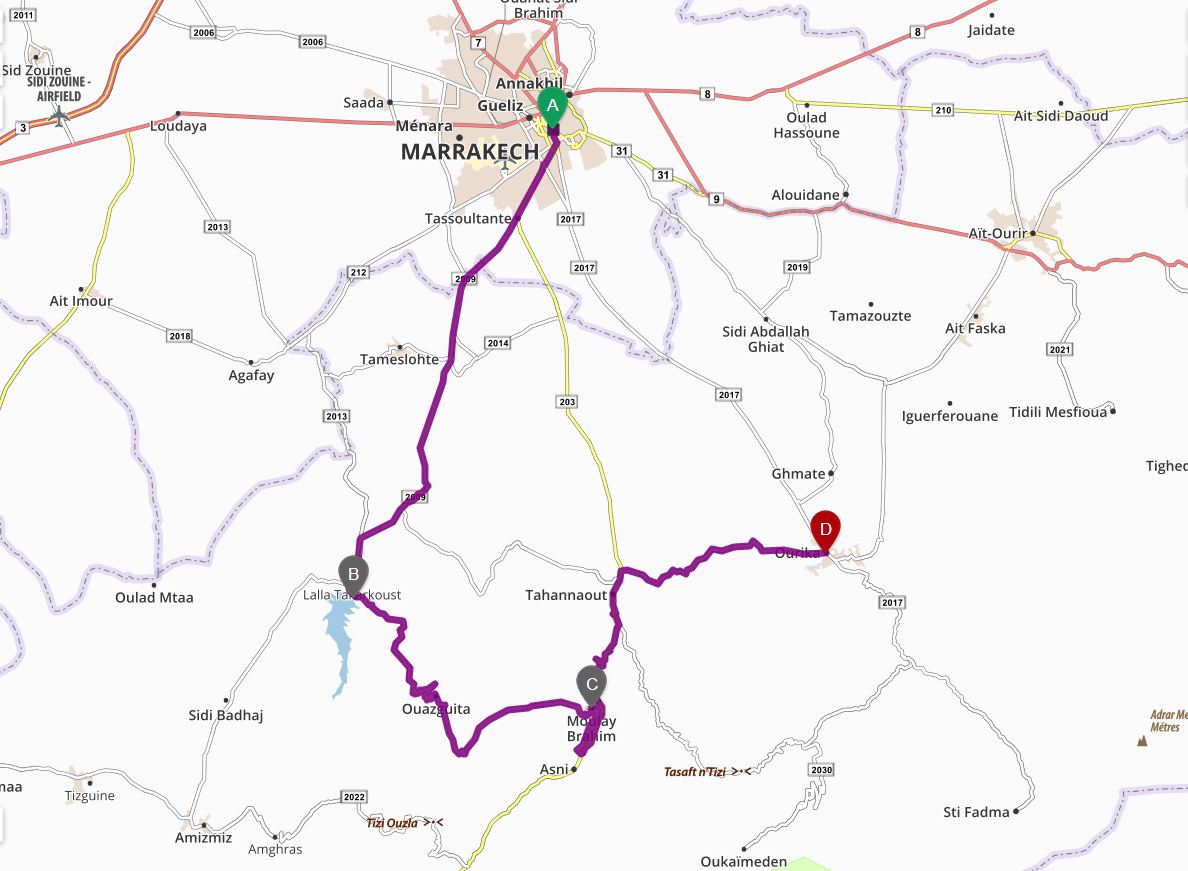 Ouahat Sidi
Brahim
2011
2006
2006
7
8
Jaidate
Sid Zouine
SIDI ZOUINE -
AIRFIELD
Annakhil
Saada
Gueliz
A
8
210
Ait Sidi Daoud
3
Loudaya
Ménara
Oulad
Hassoune
MARRAKECH
31
31
9
Alouidane
Tassoultante
2017
2013
Aït-Ourir
212
2009
2017
2019
Ait Imour
Tamazouzte
2018
2014
Sidi Abdallah
Ghiat
Ait Faska
Tameslohte
2021
Agafay
2017
203
2013
Iguerferouane
Tidili Mesfioua
Ghmate
2009
D
Ourika
B
Lalla Takerkoust
Oulad Mtaa
Tahannaout
2017
C
Sidi Badhaj
Ouazguita
Moulay
Brahim
Adrar Me
Métres
Asni
Tasaft n'Tizi
2030
maa
Tizguine
2022
Tizi Ouzla
Sti Fadma
Amizmiz
Amghras
Oukaïmeden
Tighed